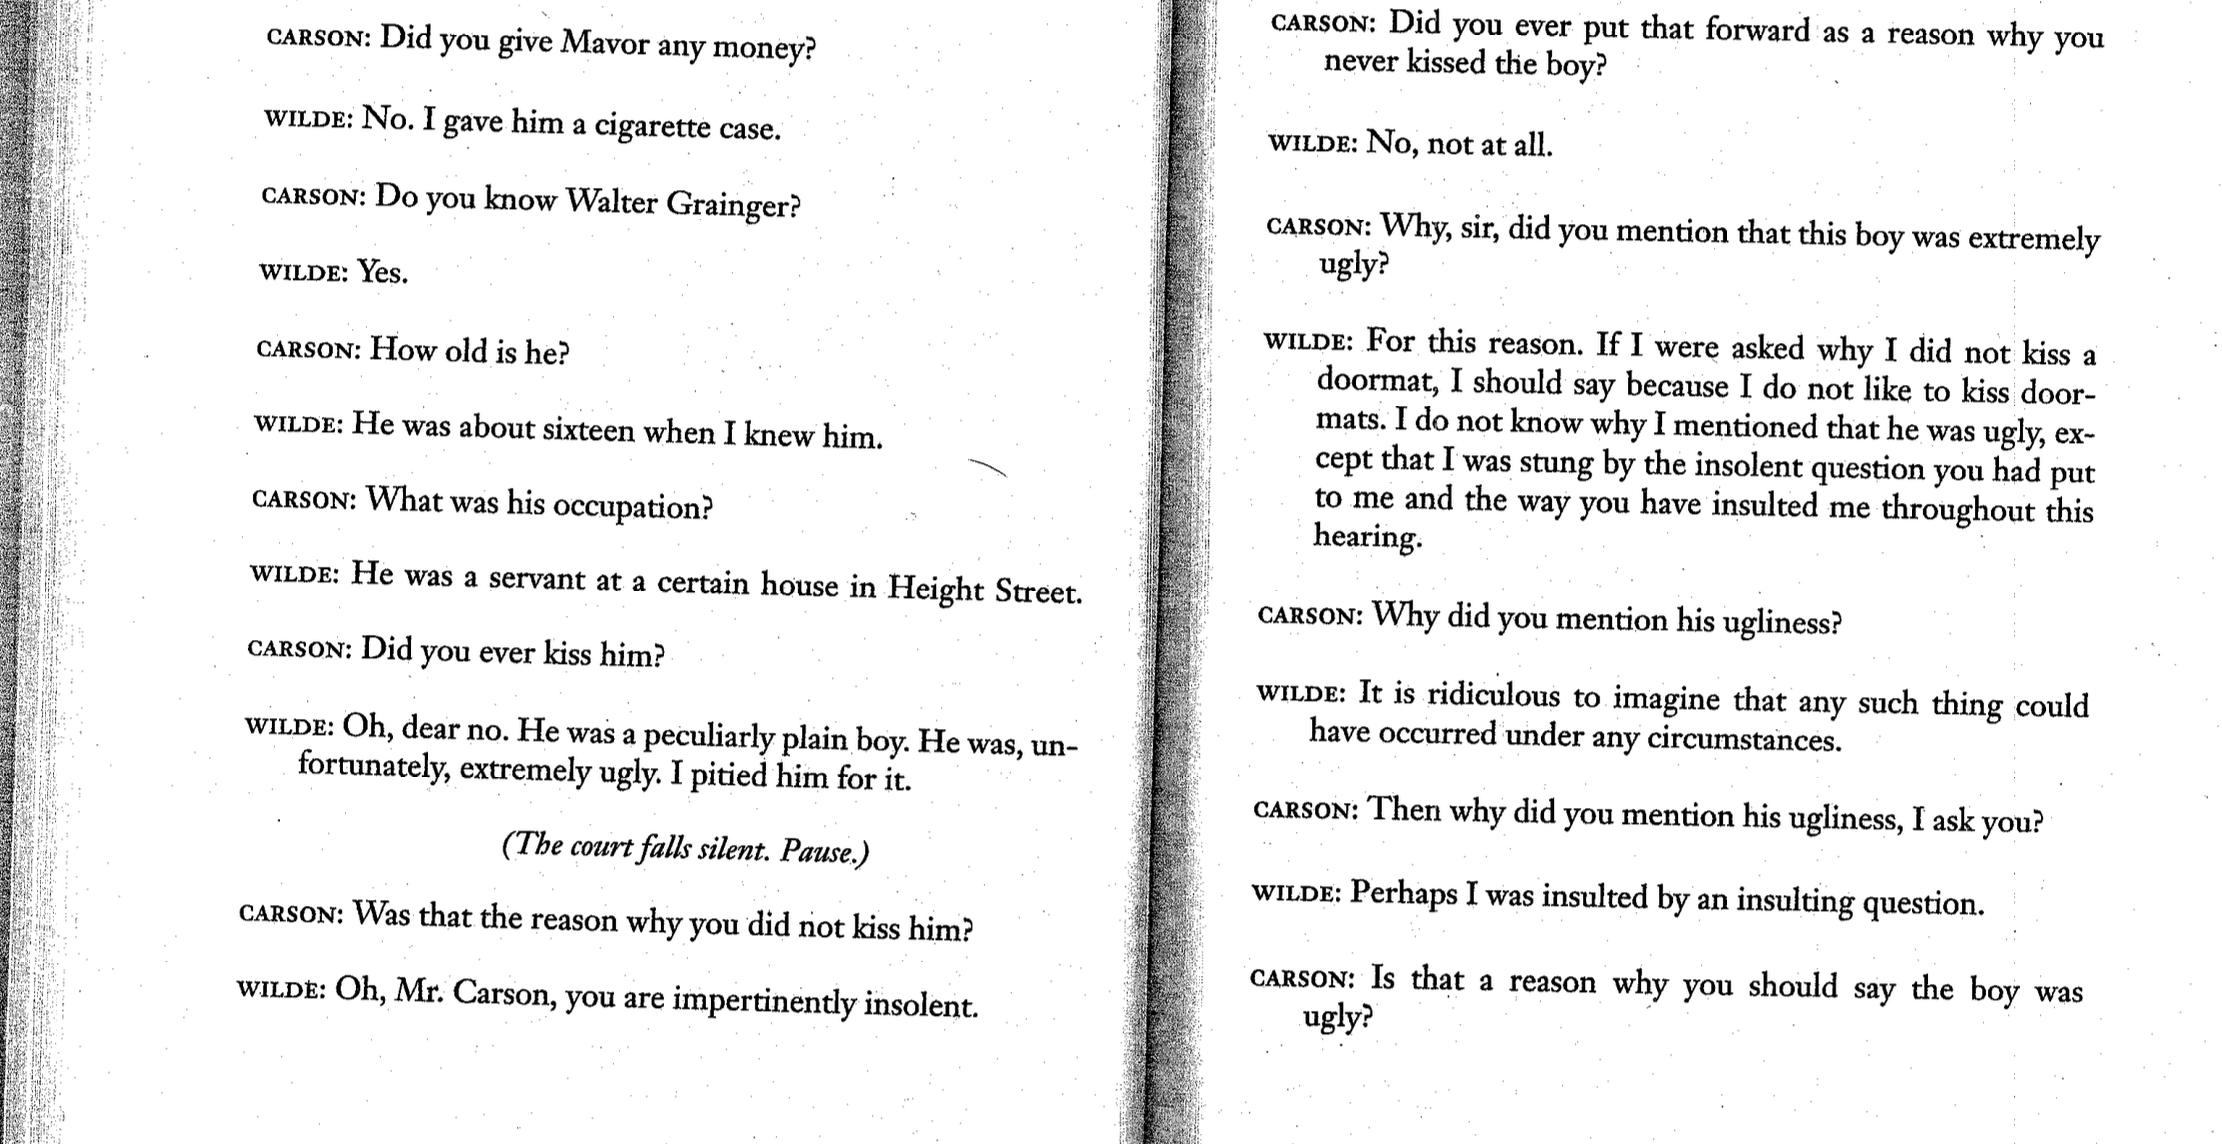 CARSON: Did you give Mavor any money?
WILDE: No. I gave him a cigarette case.
CARSON: Do you know Walter Grainger?
WILDE: Yes.
CARSON: How old is he?
WILDE: He was about sixteen when I knew him.
CARSON: What was his occupation?
WILDE: He was a servant at a certain house in Height Street.
CARSON: Did you ever kiss him?
WILDE: Oh, dear no. He was a peculiarly plain boy. He was, un-
fortunately, extremely ugly. I pitied him for it.
(The court falls silent. Pause.)
CARSON: Was that the reason why you did not kiss him?
WILDE: Oh, Mr. Carson, you are impertinently insolent.
CARSON: Did you ever put that forward as a reason why you
never kissed the boy?
WILDE: No, not at all.
CARSON: Why, sir, did you mention that this boy was extremely
ugly?
WILDE: For this reason. If I were asked why I did not kiss a
doormat, I should say because I do not like to kiss door-
mats. I do not know why I mentioned that he was ugly, ex-
cept that I was stung by the insolent question you had put
to me and the way you have insulted me throughout this
hearing.
CARSON: Why did you mention his ugliness?
WILDE: It is ridiculous to imagine that any such thing could
have occurred under any circumstances.
CARSON: Then why did you mention his ugliness, I ask you?
WILDE: Perhaps I was insulted by an insulting question.
CARSON: Is that a reason why you should say the boy was
ugly?